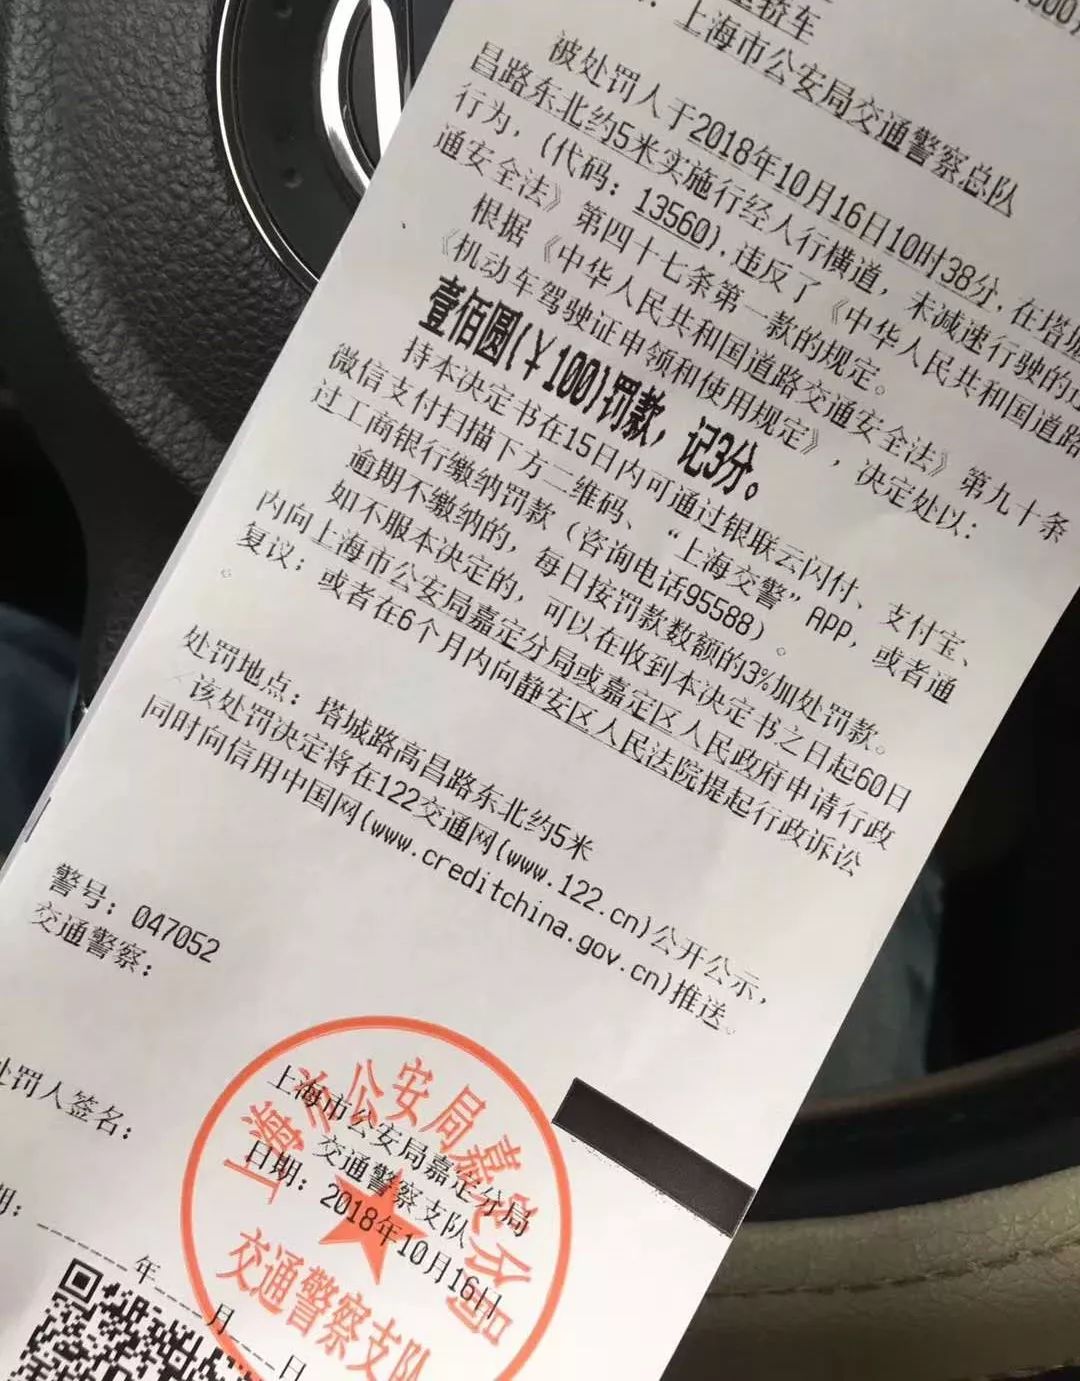 轿车
上海市公安局交通警察总队
被处罚人于2018年10月16日10时38分,在塔城
昌路东北约5米实施行经人行横道,未减速行驶的
行为,(代码:13560),违反了《中华人民共和国道路
通安全法》第四十七条第一款的规定。
根据《中华人民共和国道路交通安全法》第九十条
《机动车驾驶证申领和使用规定》,决定处以:
壹佰圆(¥100)罚款,记3分。
持本决定书在15日内可通过银联云闪付、支付宝、
微信支付扫描下方二维码、“上海交警”APP,或者通
过工商银行缴纳罚款(咨询电话95588)。
逾期不缴纳的,每日按罚款数额的3%加处罚款。
如不服本决定的,可以在收到本决定书之日起60日
内向上海市公安局嘉定分局或嘉定区人民政府申请行政
复议;或者在6个月内向静安区人民法院提起行政诉讼
处罚地点:塔城路高昌路东北约5米
该处罚决定将在122交通网(www.122.cn)公开公示,
同时向信用中国网(www.creditchina.gov.cn)推送。
警号:047052
交通警察:
处罚人签名:
上海市公安局嘉定分局
交通警察支队
日期:2018年10月16日
期:
年 月 日
上海市公安局嘉定分局
交通警察支队